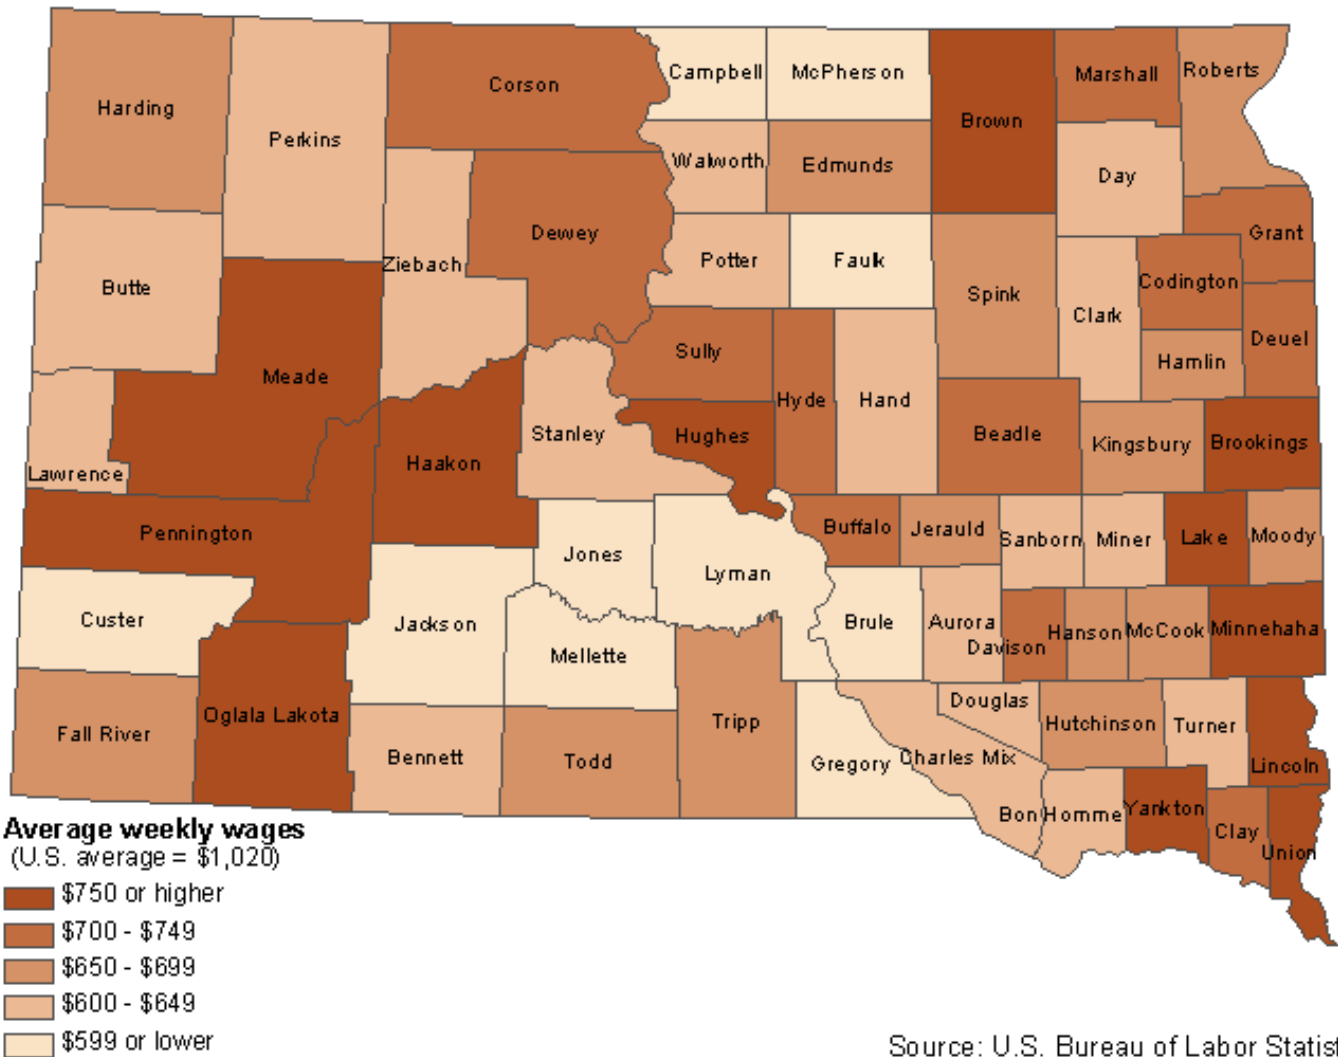 Campbell
McPherson
Roberts
Marshall
Corson
Harding
Brown
Perkins
Walworth
Edmunds
Day
Dewey
Grant
Potter
Faulk
Ziebach
Butte
Codington
Spink
Clark
Deuel
Sully
Hamlin
Meade
Hyde
Hand
Stanley
Hughes
Beadle
Kingsbury
Brookings
Haakon
Lawrence
Pennington
Buffalo
Jerauld
Sanborn
Miner
Lake
Moody
Jones
Lyman
Custer
Jackson
Brule
Aurora
Davison
Hanson
McCook
Minnehaha
Mellette
Oglala Lakota
Fall River
Tripp
Douglas
Hutchinson
Turner
Bennett
Todd
Gregory
Charles Mix
Lincoln
Bon Homme
Yankton
Clay
Union
Average weekly wages
(U.S. average = $1,020)
$750 or higher
$700 - $749
$650 - $699
$600 - $649
$599 or lower
Source: U.S. Bureau of Labor Statist